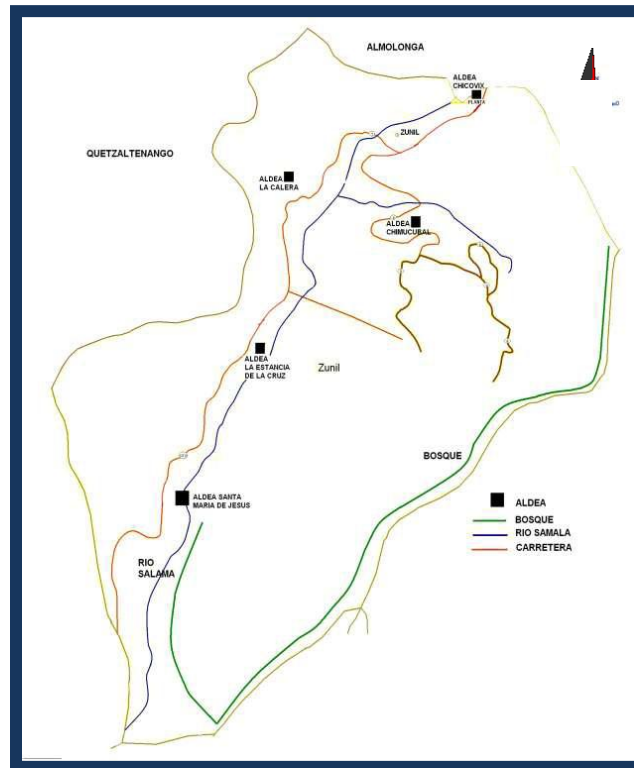 ALMOLONGA
ALDEA
CHICOVIX
PLANTA
ZUNIL
QUETZALTENANGO
ALDEA
LA CALERA
ALDEA
CHIMUCUBAL
ALDEA
LA ESTANCIA
DE LA CRUZ
Zunil
BOSQUE
ALDEA SANTA
MARIA DE JESUS
RIO
SALAMA
ALDEA
BOSQUE
RIO SAMALA
CARRETERA